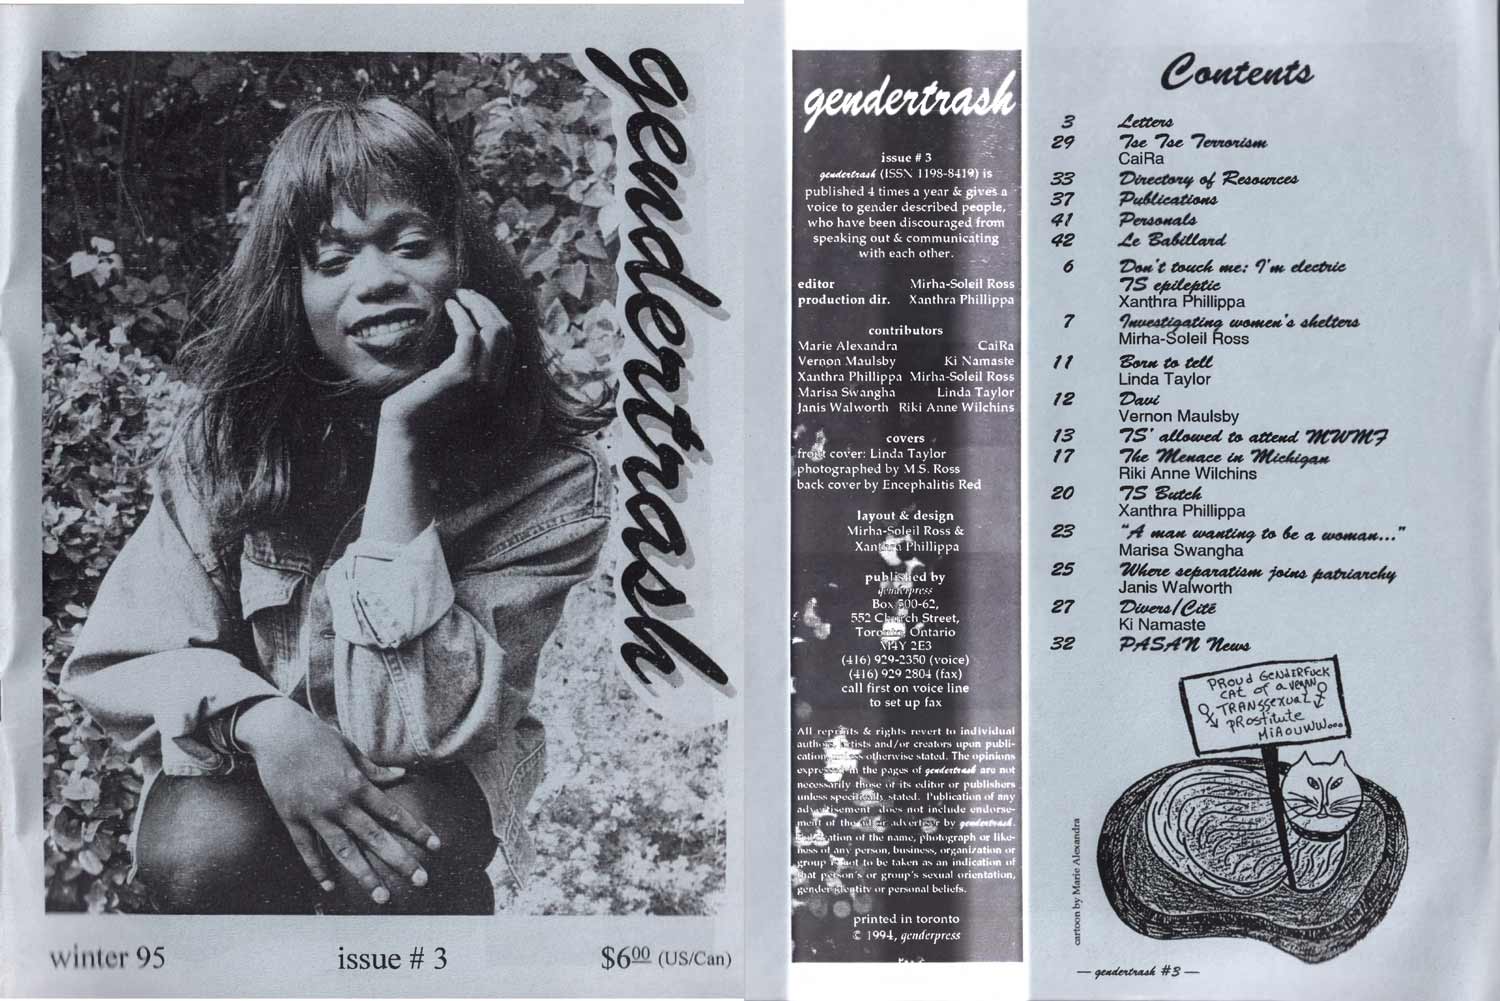 gendertrash
winter 95
issue # 3
$600 (US/Can)
gendertrash
issue # 3
gendertrash (ISSN 1198-8419) is
published 4 times a year & gives a
voice to gender described people,
who have been discouraged from
speaking out & communicating
with each other.
editor Mirha-Soleil Ross
production dir. Xanthra Phillippa
contributors
Marie Alexandra CaiRa
Vernon Maulsby Ki Namaste
Xanthra Phillippa Mirha-Soleil Ross
Marisa Swangha Linda Taylor
Janis Walworth Riki Anne Wilchins
covers
front cover: Linda Taylor
photographed by M.S. Ross
back cover by Encephalitis Red
layout & design
Mirha-Soleil Ross &
Xanthra Phillippa
published by
genderpress
Box 500-62,
552 Church Street,
Toronto, Ontario
M4Y 2E3
(416) 929-2350 (voice)
(416) 929 2804 (fax)
call first on voice line
to set up fax
All reprints & rights revert to individual
authors, artists and/or creators upon publi-
cation unless otherwise stated. The opinions
expressed in the pages of gendertrash are not
necessarily those of its editor or publishers
unless specifically stated. Publication of any
advertisement does not include endorse-
ment of the ad or advertiser by gendertrash.
Publication of the name, photograph or like-
ness of any person, business, organization or
group is not to be taken as an indication of
that person's or group's sexual orientation,
gender identity or personal beliefs.
printed in toronto
© 1994, genderpress
Contents
3 Letters
29 Tse Tse Terrorism
CaiRa
33 Directory of Resources
37 Publications
41 Personals
42 Le Babillard
6 Don't touch me: I'm electric
TS epileptic
Xanthra Phillippa
7 Investigating women's shelters
Mirha-Soleil Ross
11 Born to tell
Linda Taylor
12 Davi
Vernon Maulsby
13 TS' allowed to attend MWMF
17 The Menace in Michigan
Riki Anne Wilchins
20 TS Butch
Xanthra Phillippa
23 "A man wanting to be a woman..."
Marisa Swangha
25 Where separatism joins patriarchy
Janis Walworth
27 Divers/Cité
Ki Namaste
32 PASAN News
PROUD GENDERFUCK
CAT OF A VEGAN
TRANSSEXUAL
PROSTITUTE
MIAOUWW...
cartoon by Marie Alexandra
— gendertrash #3 —